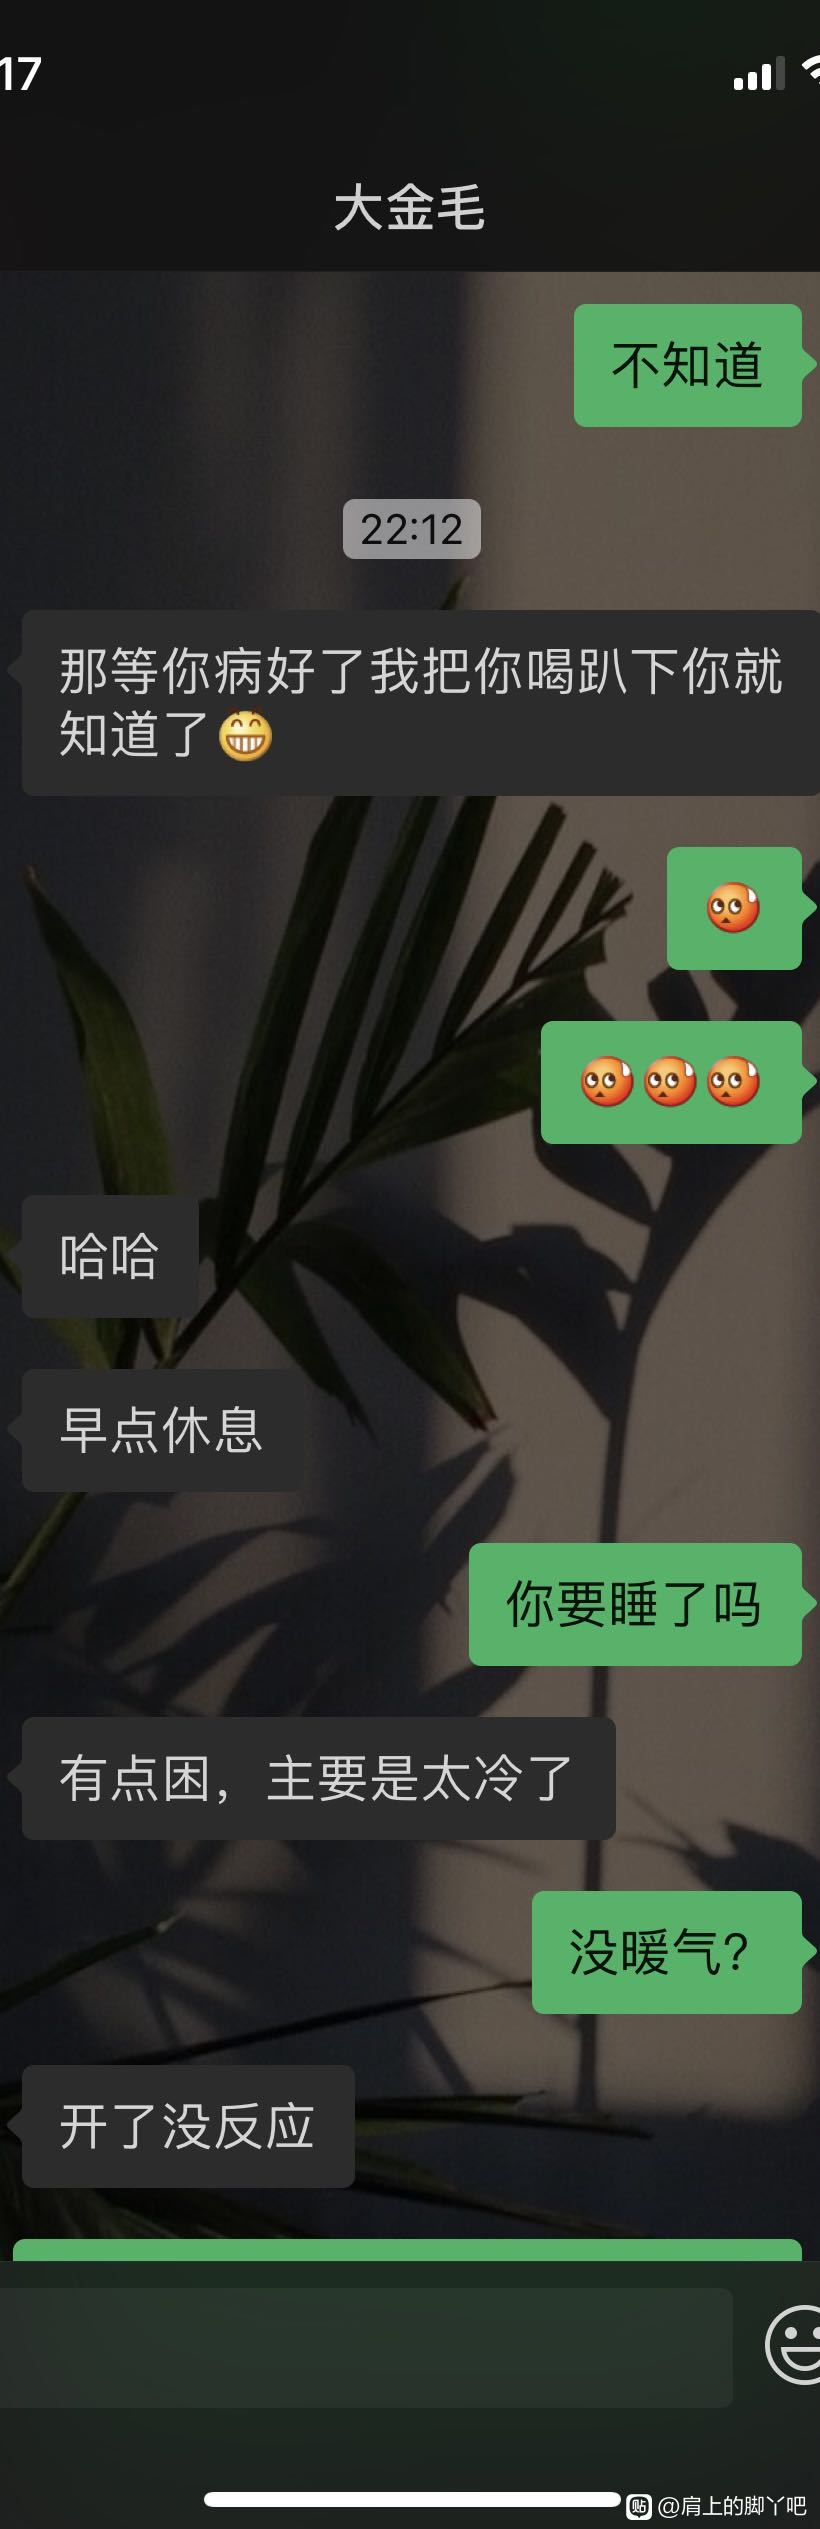 17
大金毛
不知道
22:12
那等你病好了我把你喝趴下你就
知道了😁
🥺
🥺🥺🥺
哈哈
早点休息
你要睡了吗
有点困，主要是太冷了
没暖气？
开了没反应
贴 @肩上的脚丫吧